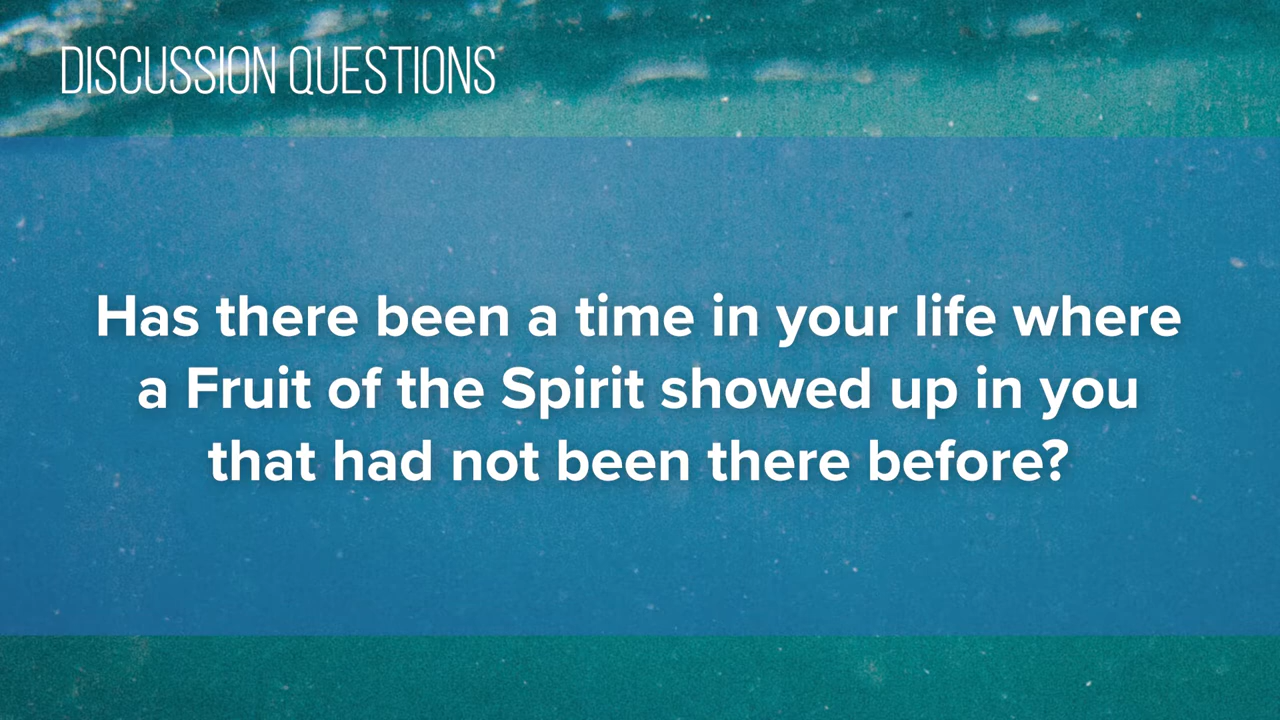 DISCUSSION QUESTIONS
Has there been a time in your life where
a Fruit of the Spirit showed up in you
that had not been there before?